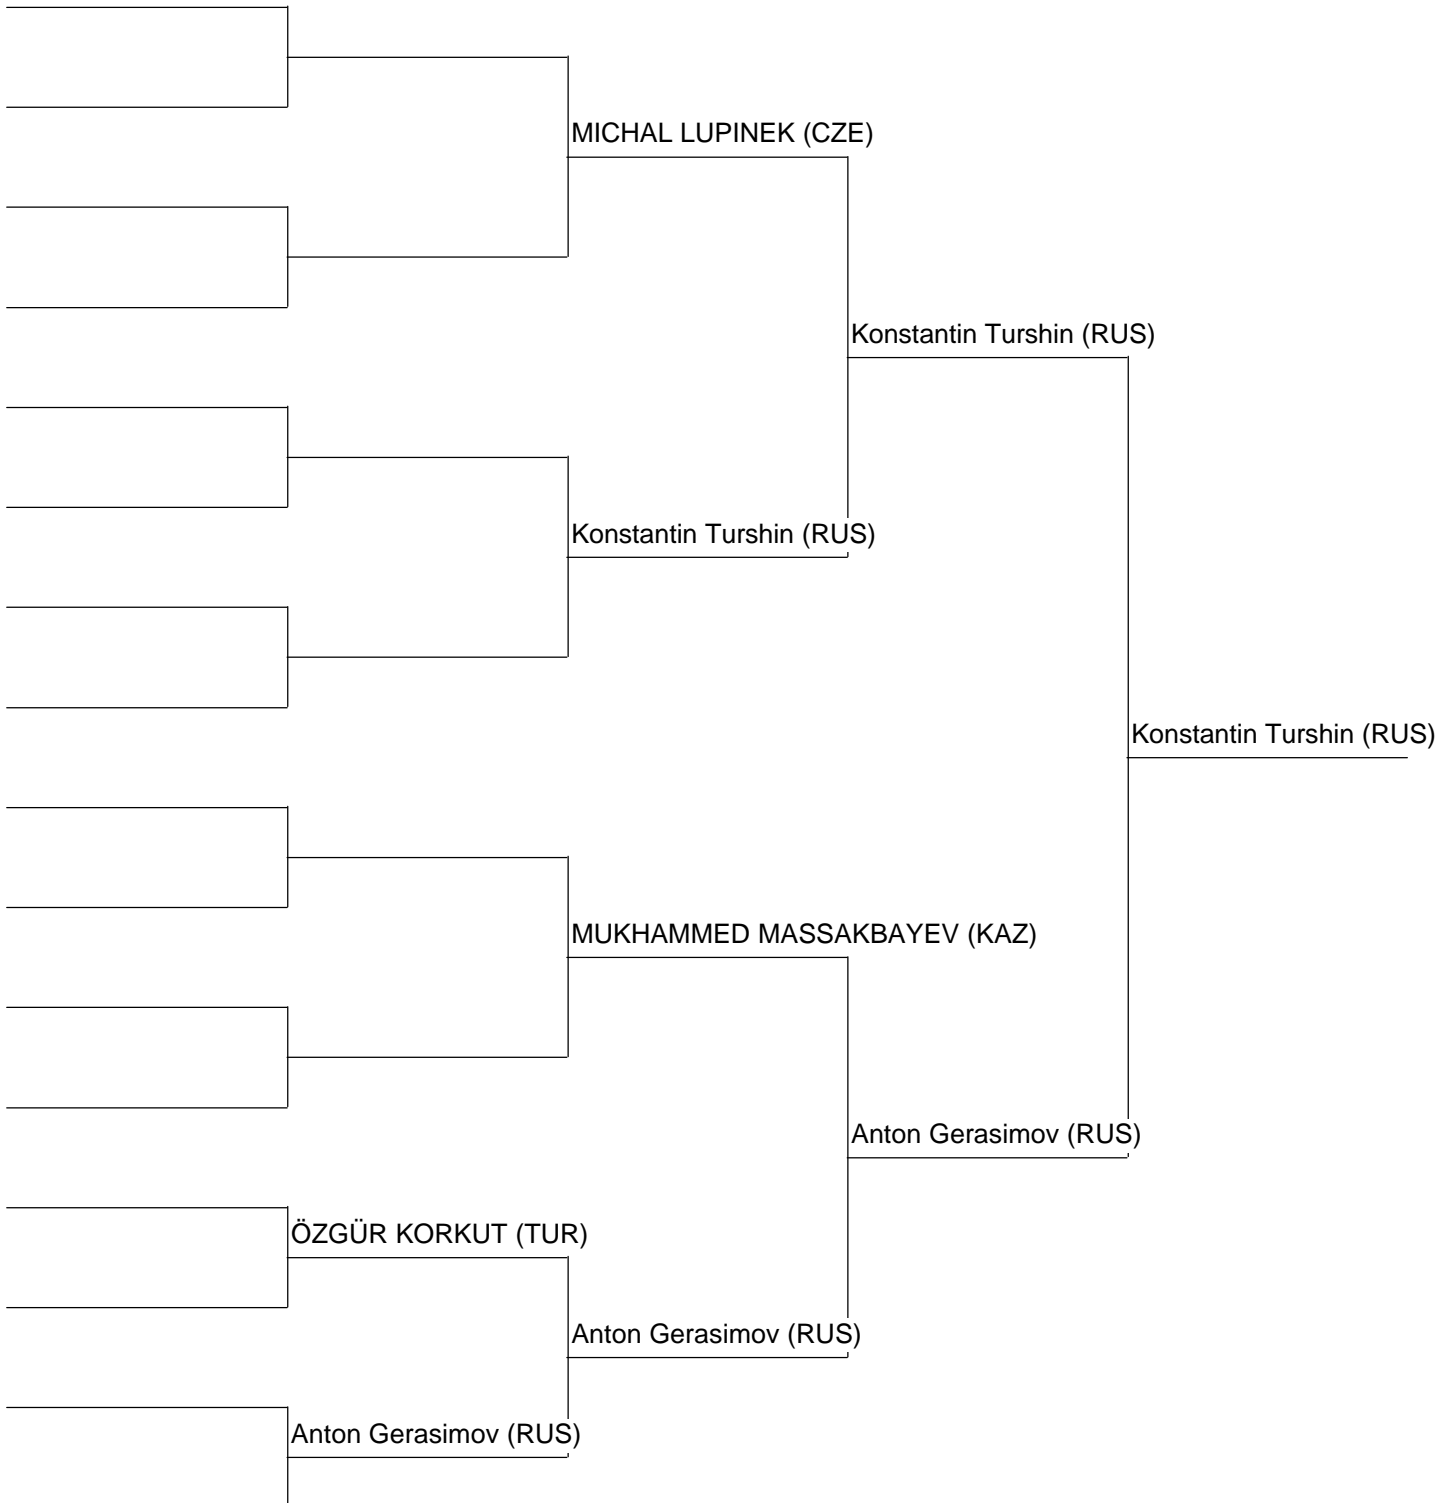 MICHAL LUPINEK (CZE)
Konstantin Turshin (RUS)
Konstantin Turshin (RUS)
Konstantin Turshin (RUS)
MUKHAMMED MASSAKBAYEV (KAZ)
Anton Gerasimov (RUS)
ÖZGÜR KORKUT (TUR)
Anton Gerasimov (RUS)
Anton Gerasimov (RUS)